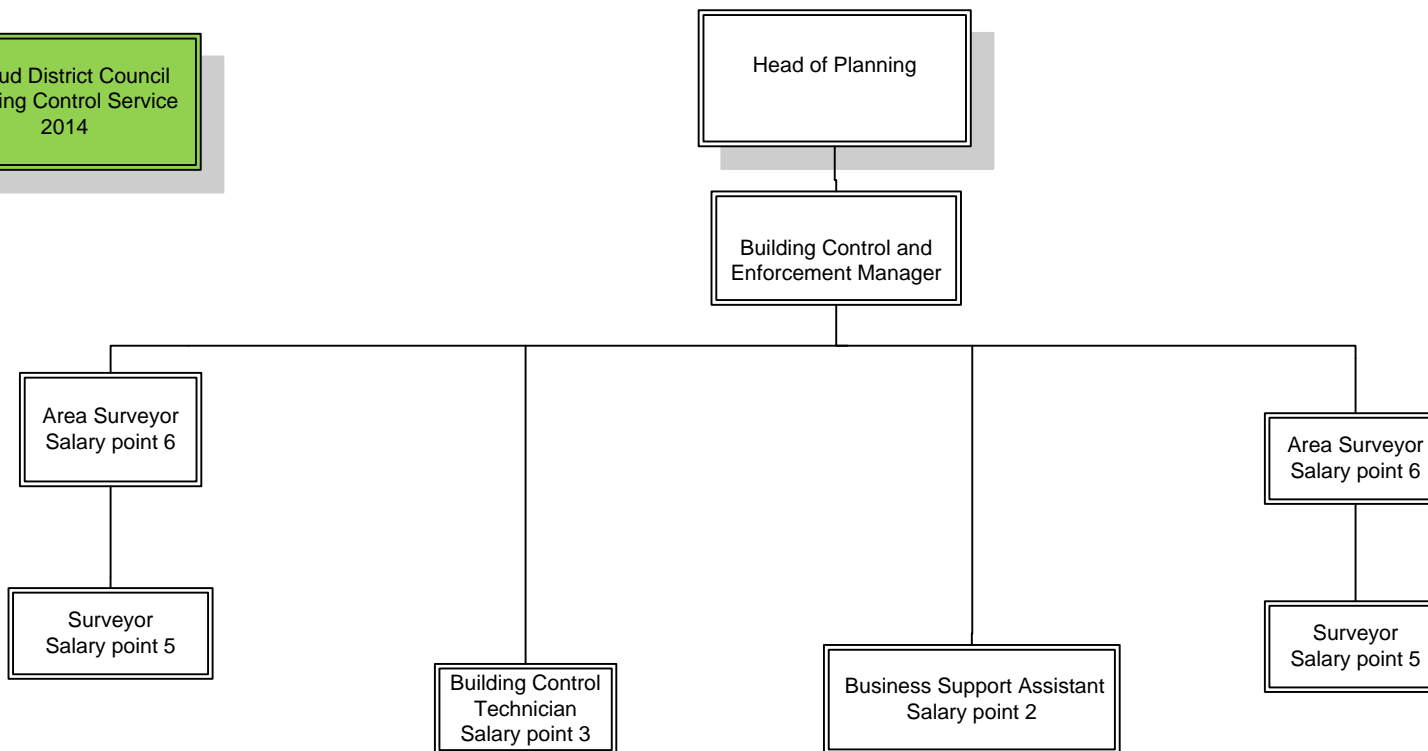 ud District Council
ing Control Service
2014
Head of Planning
Building Control and
Enforcement Manager
Area Surveyor
Salary point 6
Area Surveyor
Salary point 6
Surveyor
Salary point 5
Surveyor
Salary point 5
Building Control
Technician
Salary point 3
Business Support Assistant
Salary point 2